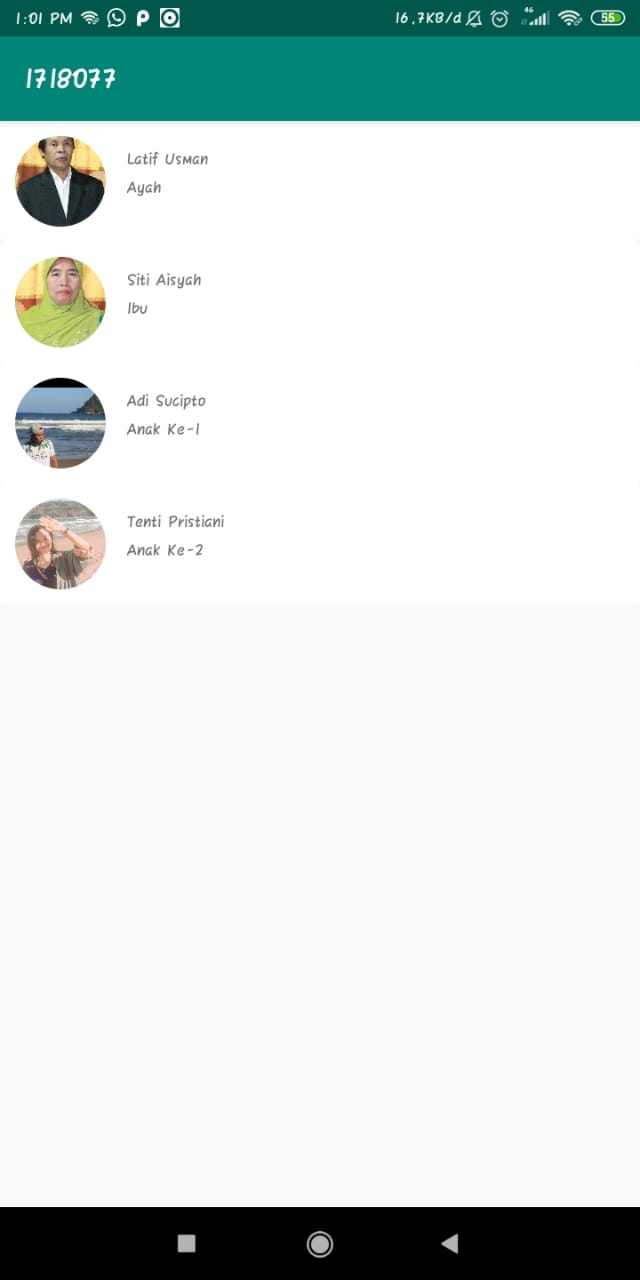 1:01 PM 16,7KB/d 4G 55
1718077
Latif Usman
Ayah
Siti Aisyah
Ibu
Adi Sucipto
Anak Ke-1
Tenti Pristiani
Anak Ke-2